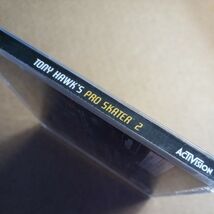 TONY HAWK'S PRO SKATER 2 ACTIVISION